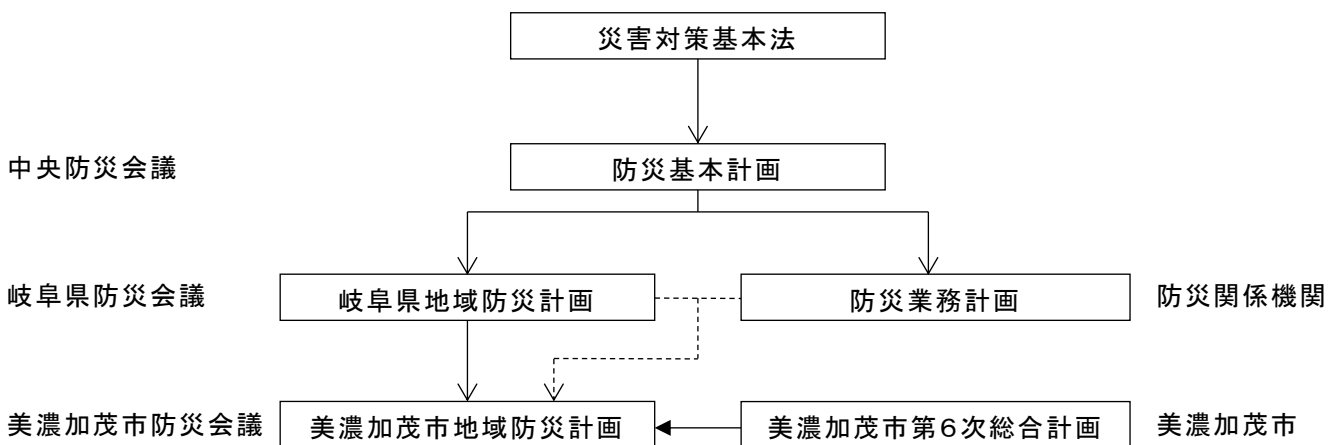 災害対策基本法
中央防災会議
防災基本計画
岐阜県防災会議
岐阜県地域防災計画
防災業務計画
防災関係機関
美濃加茂市防災会議
美濃加茂市地域防災計画
美濃加茂市第6次総合計画
美濃加茂市